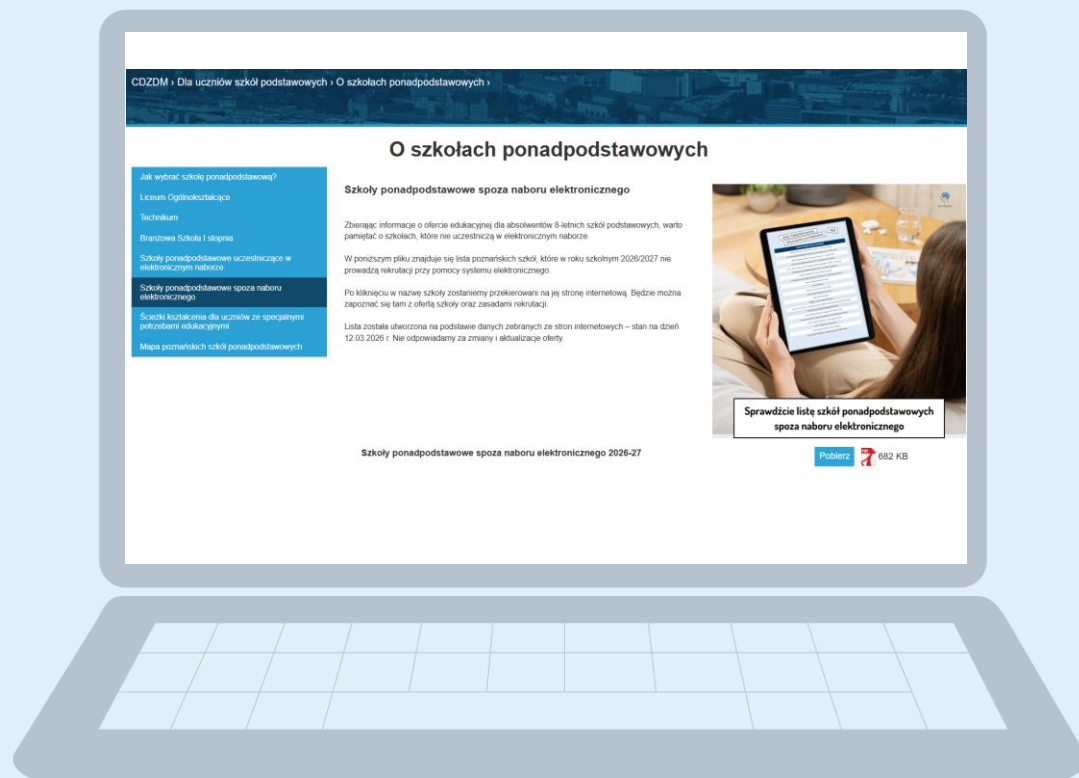 CDZDM › Dla uczniów szkół podstawowych › O szkołach ponadpodstawowych ›
O szkołach ponadpodstawowych
Jak wybrać szkołę ponadpodstawową?
Liceum Ogólnokształcące
Technikum
Branżowa Szkoła I stopnia
Szkoły ponadpodstawowe uczestniczące w
elektronicznym naborze
Szkoły ponadpodstawowe spoza naboru
elektronicznego
Ścieżki kształcenia dla uczniów ze specjalnymi
potrzebami edukacyjnymi
Mapa poznańskich szkół ponadpodstawowych
Szkoły ponadpodstawowe spoza naboru elektronicznego
Zbierając informacje o ofercie edukacyjnej dla absolwentów 8-letnich szkół podstawowych, warto
pamiętać o szkołach, które nie uczestniczą w elektronicznym naborze.
W poniższym pliku znajduje się lista poznańskich szkół, które w roku szkolnym 2026/2027 nie
prowadzą rekrutacji przy pomocy systemu elektronicznego.
Po kliknięciu w nazwę szkoły zostaniemy przekierowani na jej stronę internetową. Będzie można
zapoznać się tam z ofertą szkoły oraz zasadami rekrutacji.
Lista została utworzona na podstawie danych zebranych ze stron internetowych – stan na dzień
12.03.2026 r. Nie odpowiadamy za zmiany i aktualizacje oferty.
Sprawdźcie listę szkół ponadpodstawowych
spoza naboru elektronicznego
Szkoły ponadpodstawowe spoza naboru elektronicznego 2026-27
Pobierz 682 KB